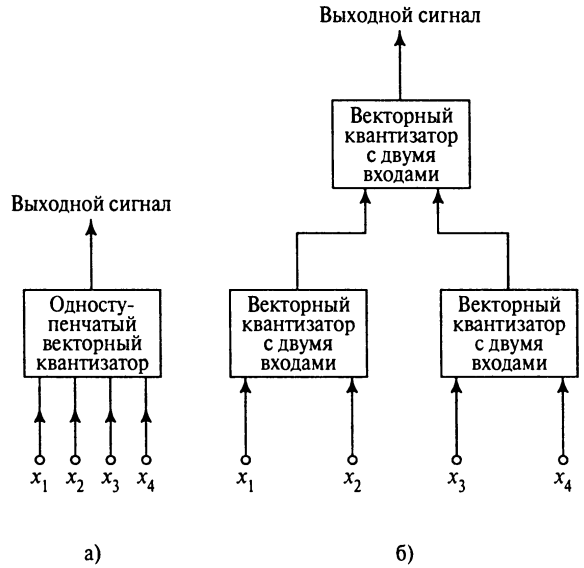 Выходной сигнал
Односту-
пенчатый
векторный
квантизатор
x1 x2 x3 x4
а)
Выходной сигнал
Векторный
квантизатор
с двумя
входами
Векторный
квантизатор
с двумя
входами
Векторный
квантизатор
с двумя
входами
x1 x2 x3 x4
б)